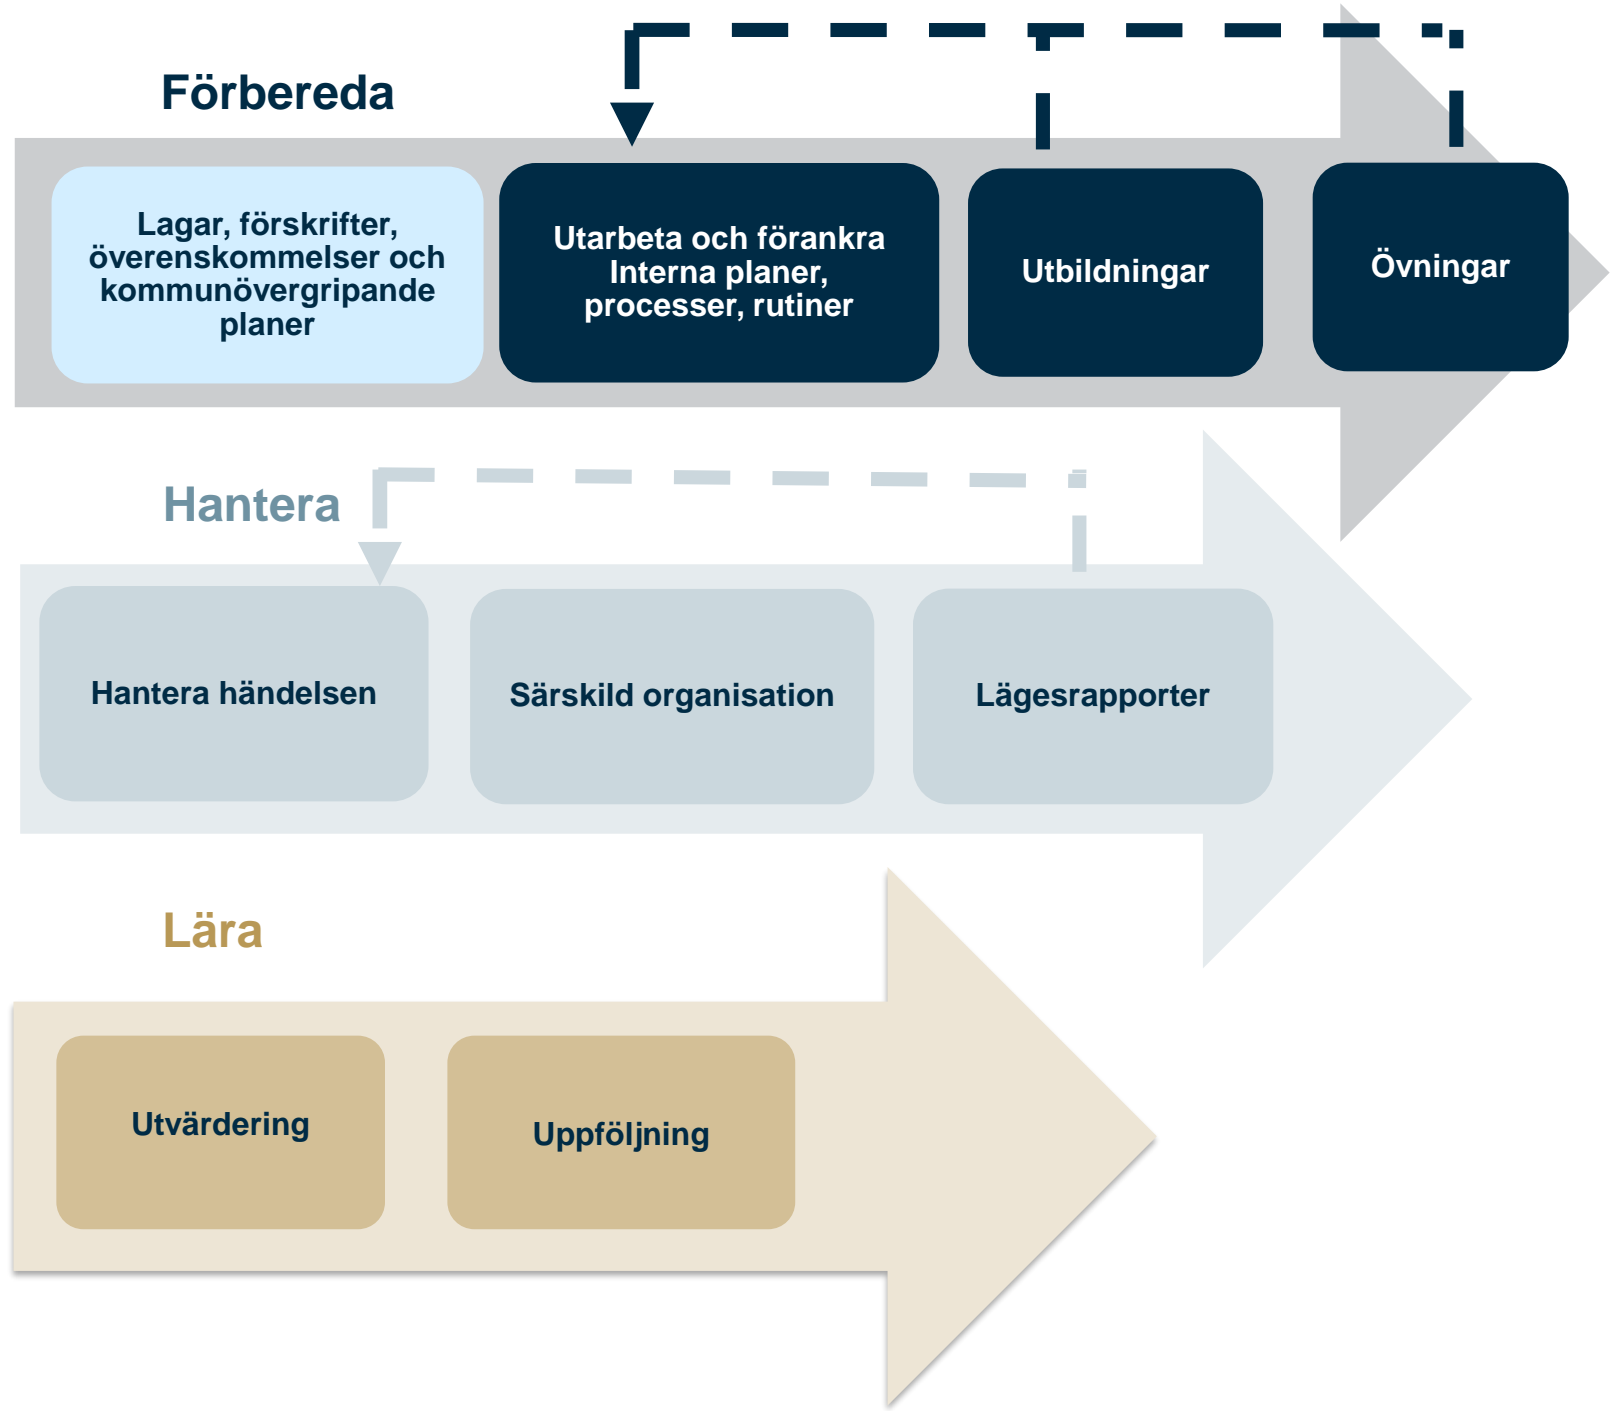 Förbereda
Lagar, förskrifter,
överenskommelser och
kommunövergripande
planer
Utarbeta och förankra
Interna planer,
processer, rutiner
Utbildningar
Övningar
Hantera
Hantera händelsen
Särskild organisation
Lägesrapporter
Lära
Utvärdering
Uppföljning